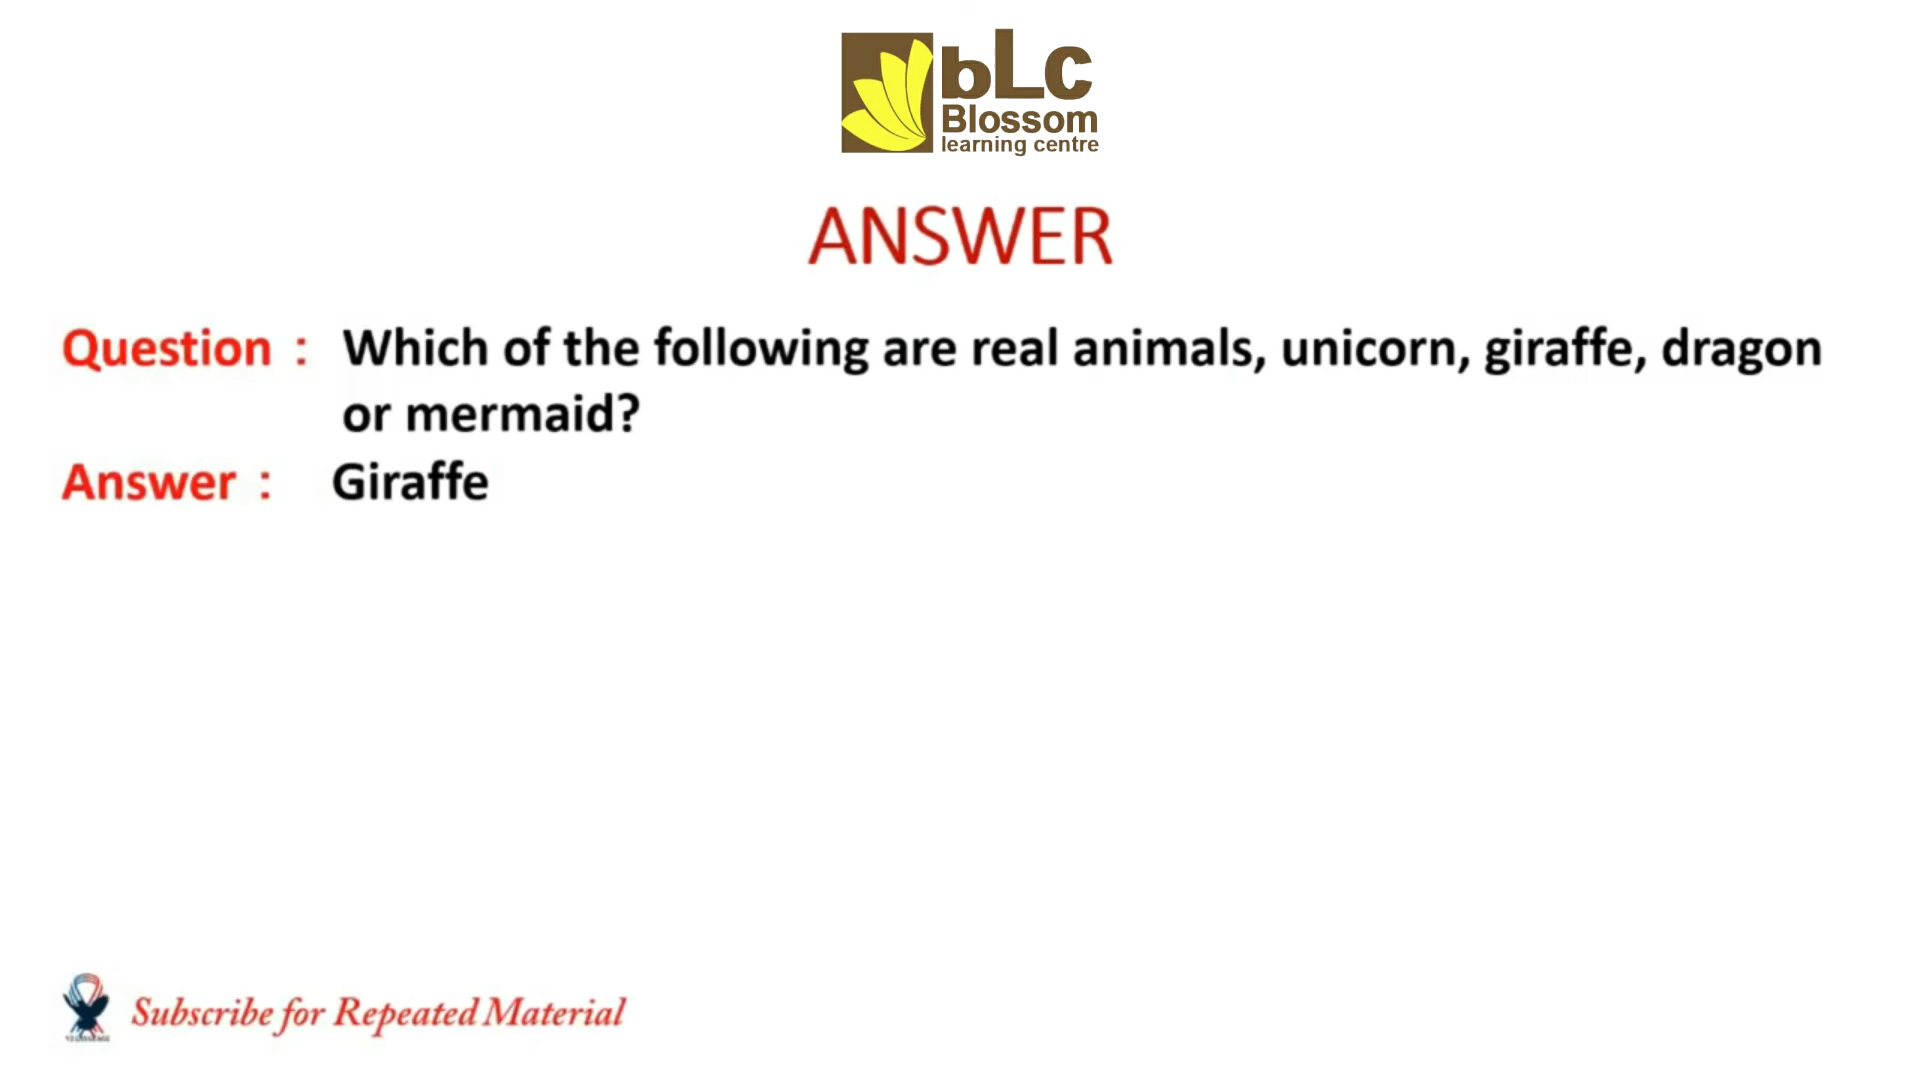 bLc
Blossom
learning centre
ANSWER
Question : Which of the following are real animals, unicorn, giraffe, dragon
or mermaid?
Answer : Giraffe
Subscribe for Repeated Material